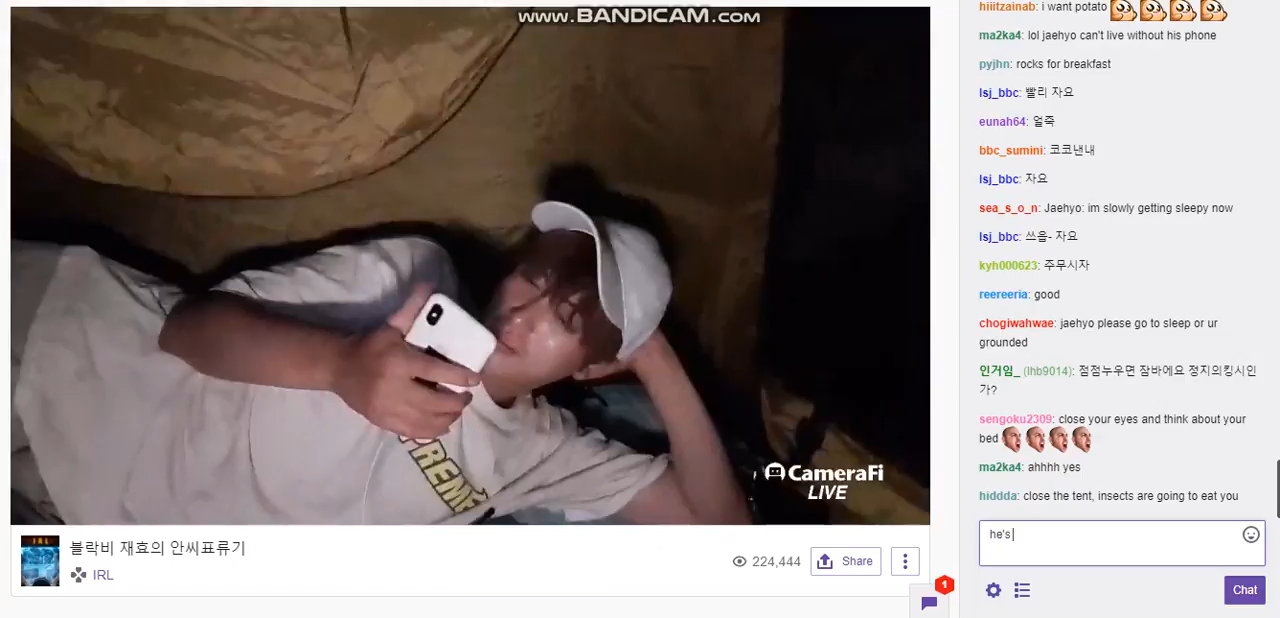 www.BANDICAM.com
CameraFi
LIVE
PREME
블락비 재효의 안씨표류기
IRL
224,444
Share
1
hiiitzainab: i want potato
ma2ka4: lol jaehyo can't live without his phone
pyjhn: rocks for breakfast
lsj_bbc: 빨리 자요
eunah64: 얼쭉
bbc_sumini: 코코낸내
lsj_bbc: 자요
sea_s_o_n: Jaehyo: im slowly getting sleepy now
lsj_bbc: 쓰읍- 자요
kyh000623: 주무시자
reereeria: good
chogiwahwae: jaehyo please go to sleep or ur
grounded
인거임_ (lhb9014): 점점누우면 잠바에요 정지의킹시인
가?
sengoku2309: close your eyes and think about your
bed
ma2ka4: ahhhh yes
hiddda: close the tent, insects are going to eat you
he's
Chat